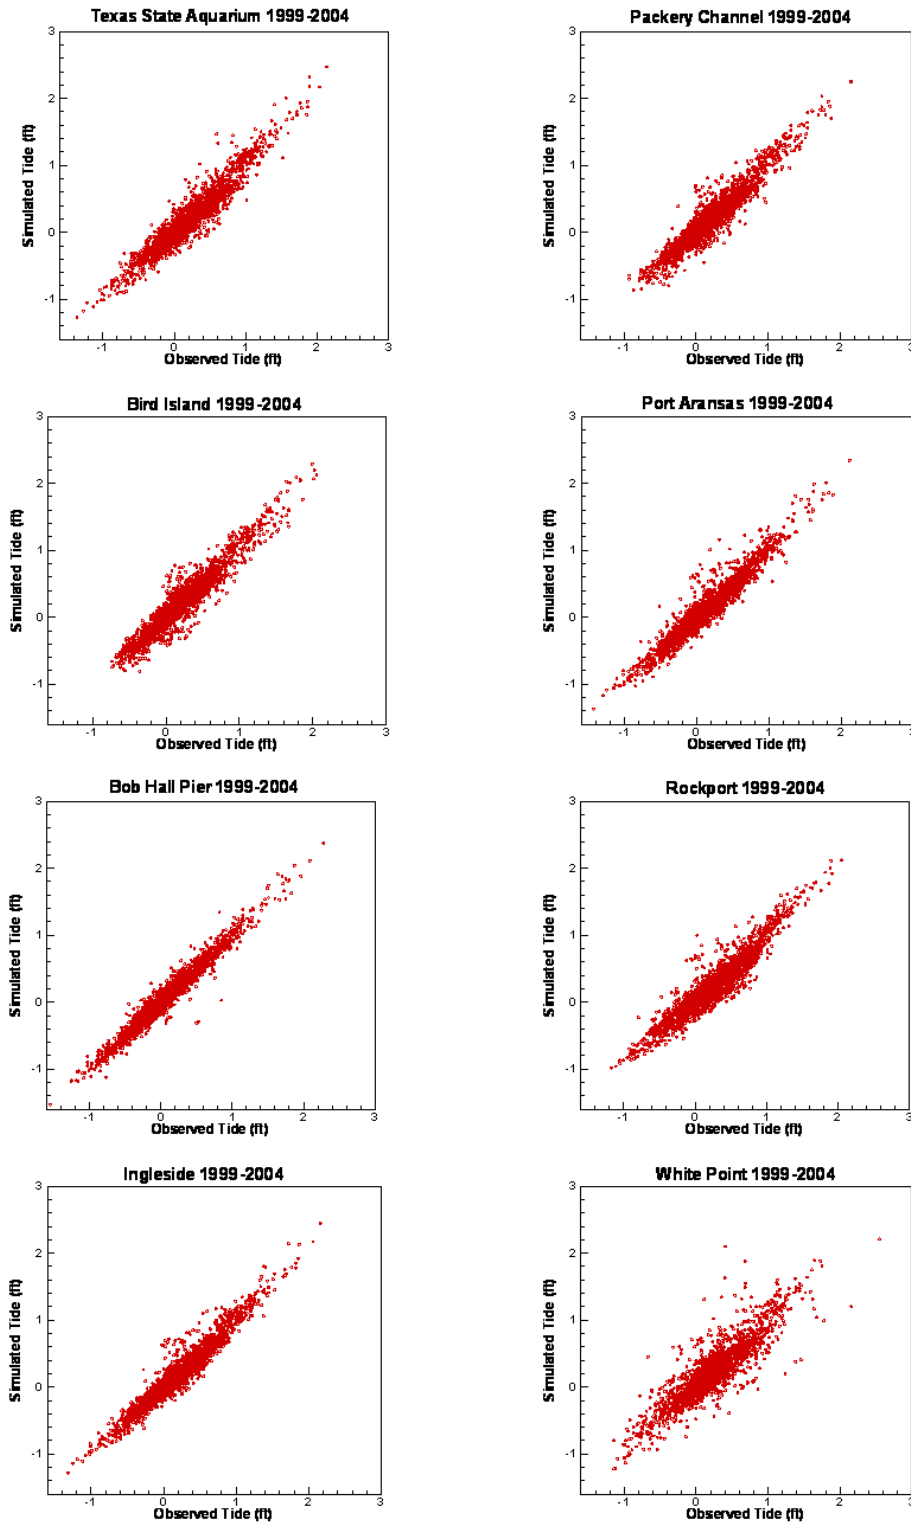 Texas State Aquarium 1999-2004
3
2
1
0
-1
Simulated Tide (ft)
-1 0 1 2 3
Observed Tide (ft)
Packery Channel 1999-2004
3
2
1
0
-1
Simulated Tide (ft)
-1 0 1 2 3
Observed Tide (ft)
Bird Island 1999-2004
3
2
1
0
-1
Simulated Tide (ft)
-1 0 1 2 3
Observed Tide (ft)
Port Aransas 1999-2004
3
2
1
0
-1
Simulated Tide (ft)
-1 0 1 2 3
Observed Tide (ft)
Bob Hall Pier 1999-2004
3
2
1
0
-1
Simulated Tide (ft)
-1 0 1 2 3
Observed Tide (ft)
Rockport 1999-2004
3
2
1
0
-1
Simulated Tide (ft)
-1 0 1 2 3
Observed Tide (ft)
Ingleside 1999-2004
3
2
1
0
-1
Simulated Tide (ft)
-1 0 1 2 3
Observed Tide (ft)
White Point 1999-2004
3
2
1
0
-1
Simulated Tide (ft)
-1 0 1 2 3
Observed Tide (ft)